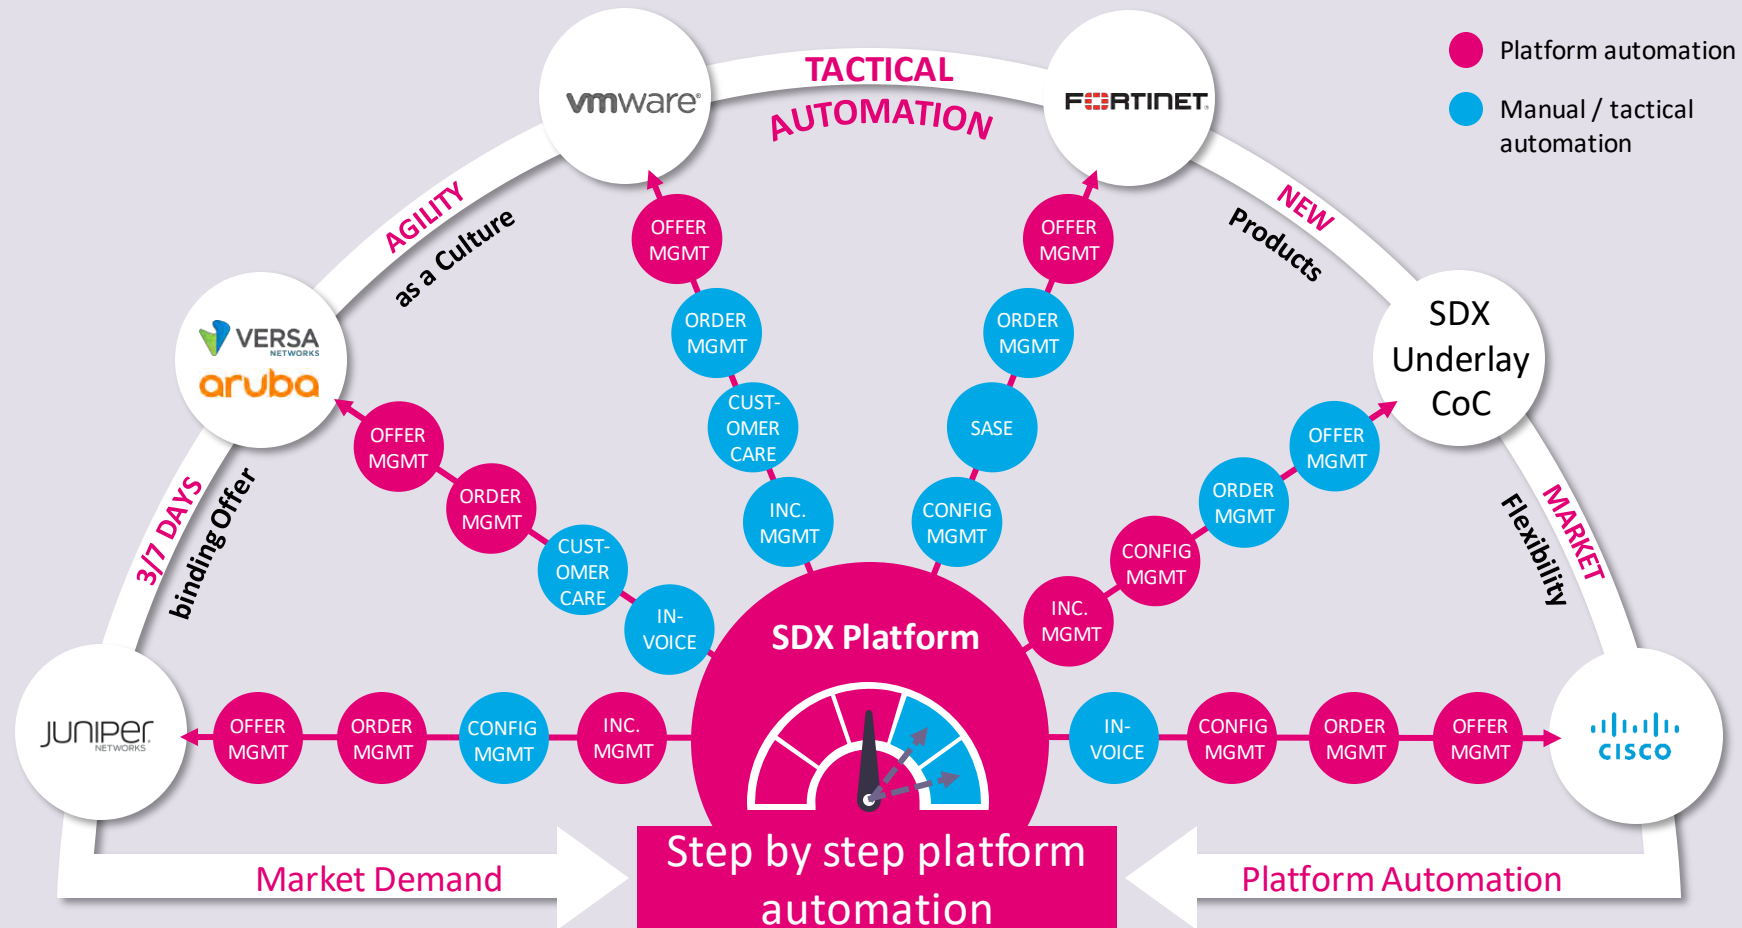 Platform automation
Manual / tactical
automation
TACTICAL
AUTOMATION
vmware®
FORTINET®
AGILITY
as a Culture
NEW
Products
VERSA
NETWORKS
aruba
SDX
Underlay
CoC
3/7 DAYS
binding Offer
MARKET
Flexibility
JUNIPER
NETWORKS
CISCO
OFFER
MGMT
ORDER
MGMT
CUST-
OMER
CARE
INC.
MGMT
OFFER
MGMT
ORDER
MGMT
SASE
CONFIG
MGMT
OFFER
MGMT
ORDER
MGMT
CUST-
OMER
CARE
IN-
VOICE
OFFER
MGMT
ORDER
MGMT
CONFIG
MGMT
INC.
MGMT
OFFER
MGMT
ORDER
MGMT
CONFIG
MGMT
INC.
MGMT
IN-
VOICE
CONFIG
MGMT
ORDER
MGMT
OFFER
MGMT
SDX Platform
Step by step platform
automation
Market Demand
Platform Automation